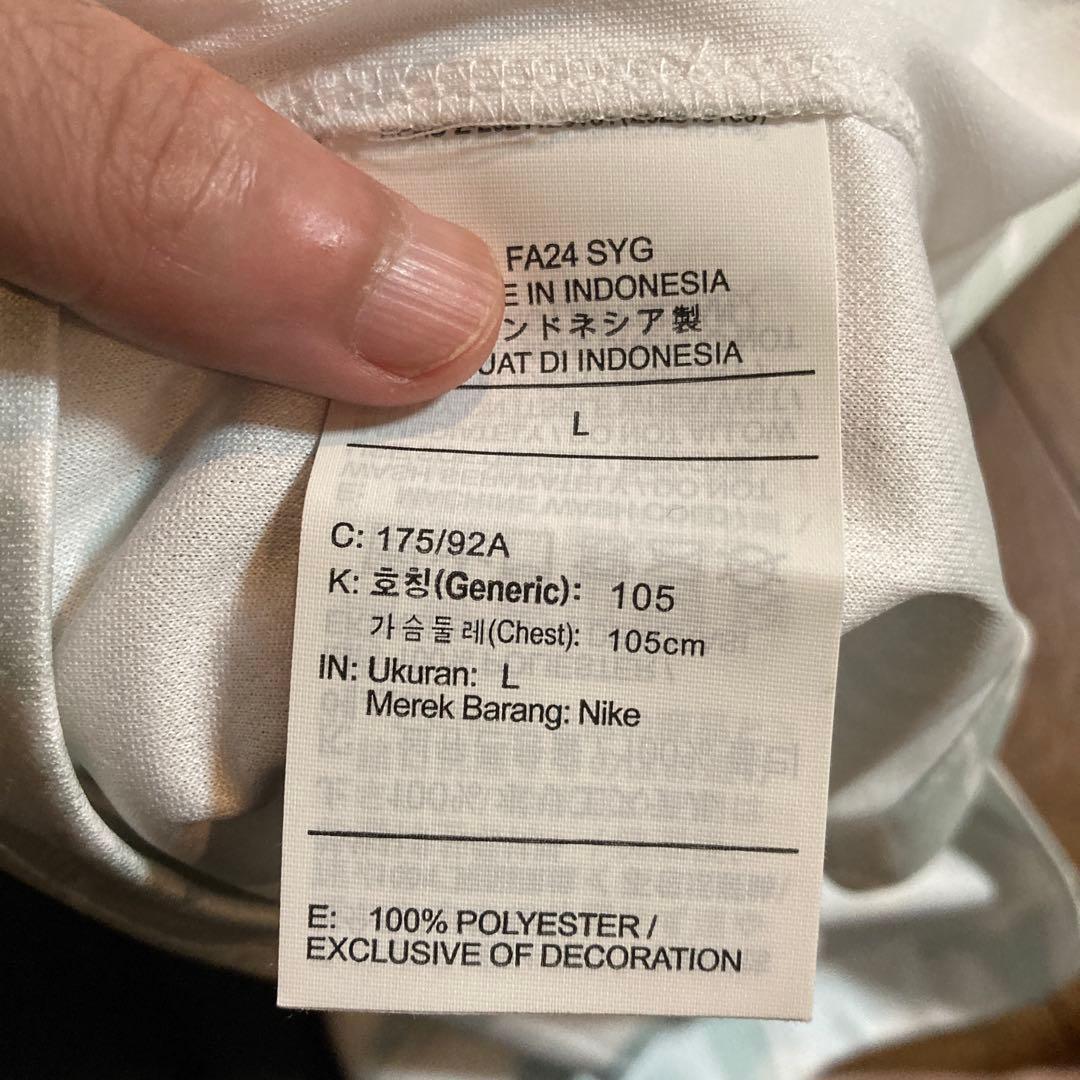 FA24 SYG
E IN INDONESIA
ンドネシア製
UAT DI INDONESIA
L
C: 175/92A
K: 호칭(Generic): 105
가슴둘레(Chest): 105cm
IN: Ukuran: L
Merek Barang: Nike
E: 100% POLYESTER /
EXCLUSIVE OF DECORATION